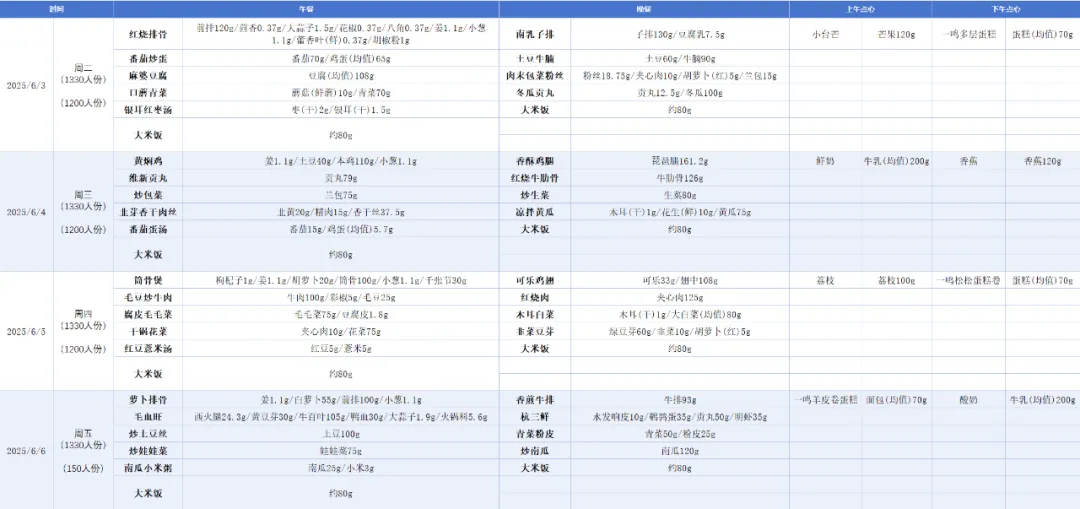 时间 午餐 晚餐 上午点心 下午点心
2025/6/3 周二 (1330人份) (1200人份)
红烧排骨 前排120g/茴香0.37g/大蒜子1.5g/花椒0.37g/八角0.37g/姜1.1g/小葱1.1g/藿香叶(鲜)0.37g/胡椒粉1g 南乳子排 子排130g/豆腐乳7.5g 小台芒 芒果120g 一鸣多层蛋糕 蛋糕(均值)70g
番茄炒蛋 番茄70g/鸡蛋(均值)65g 土豆牛腩 土豆60g/牛腩90g
麻婆豆腐 豆腐(均值)108g 肉末包菜粉丝 粉丝18.75g/夹心肉10g/胡萝卜(红)5g/兰包15g
口蘑青菜 蘑菇(鲜蘑)10g/青菜70g 冬瓜贡丸 贡丸12.5g/冬瓜100g
银耳红枣汤 枣(干)2g/银耳(干)1.5g 大米饭 约80g
大米饭 约80g
2025/6/4 周三 (1330人份) (1200人份)
黄焖鸡 姜1.1g/土豆40g/本鸡110g/小葱1.1g 香酥鸡腿 琵琶腿161.2g 鲜奶 牛乳(均值)200g 香蕉 香蕉120g
维新贡丸 贡丸79g 红烧牛肋骨 牛肋骨126g
炒包菜 兰包75g 炒生菜 生菜80g
北芽香干肉丝 北黄20g/精肉15g/香干丝37.5g 凉拌黄瓜 木耳(干)1g/花生(鲜)10g/黄瓜75g
番茄蛋汤 番茄15g/鸡蛋(均值)5.7g 大米饭 约80g
大米饭 约80g
2025/6/5 周四 (1330人份) (1200人份)
筒骨煲 枸杞子1g/姜1.1g/胡萝卜20g/筒骨100g/小葱1.1g/千张节30g 可乐鸡翅 可乐33g/翅中108g 荔枝 荔枝100g 一鸣松松蛋糕卷 蛋糕(均值)70g
毛豆炒牛肉 牛肉100g/彩椒5g/毛豆25g 红烧肉 夹心肉125g
腐皮毛毛菜 毛毛菜75g/豆腐皮1.8g 木耳白菜 木耳(干)1g/大白菜(均值)80g
干锅花菜 夹心肉10g/花菜75g 韭菜豆芽 绿豆芽60g/韭菜10g/胡萝卜(红)5g
红豆薏米汤 红豆5g/薏米5g 大米饭 约80g
大米饭 约80g
2025/6/6 周五 (1330人份) (150人份)
萝卜排骨 姜1.1g/白萝卜55g/前排100g/小葱1.1g 香煎牛排 牛排93g 一鸣羊皮卷蛋糕 面包(均值)70g 酸奶 牛乳(均值)200g
毛血旺 西火腿24.3g/黄豆芽30g/牛百叶105g/鸭血30g/大蒜子1.9g/火锅料5.6g 杭三鲜 水发响皮10g/鹌鹑蛋35g/贡丸50g/明虾35g
炒土豆丝 土豆100g 青菜粉皮 青菜50g/粉皮25g
炒娃娃菜 娃娃菜75g 炒南瓜 南瓜120g
南瓜小米粥 南瓜25g/小米3g 大米饭 约80g
大米饭 约80g